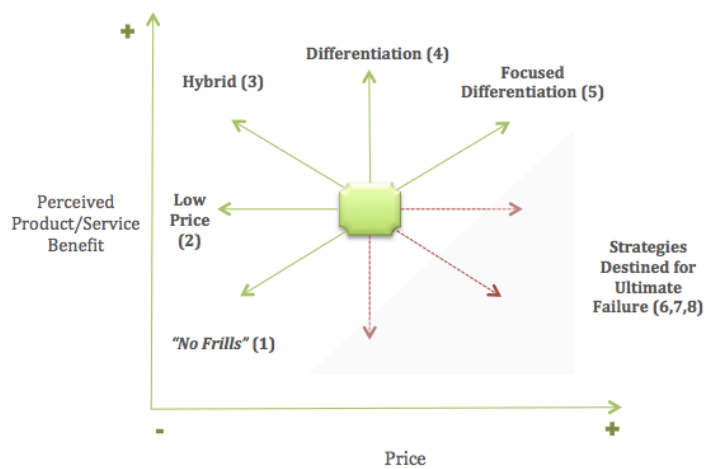 +
Differentiation (4)
Hybrid (3)
Focused
Differentiation (5)
Perceived
Product/Service
Benefit
Low
Price
(2)
Strategies
Destined for
Ultimate
Failure (6,7,8)
“No Frills” (1)
-
+
Price